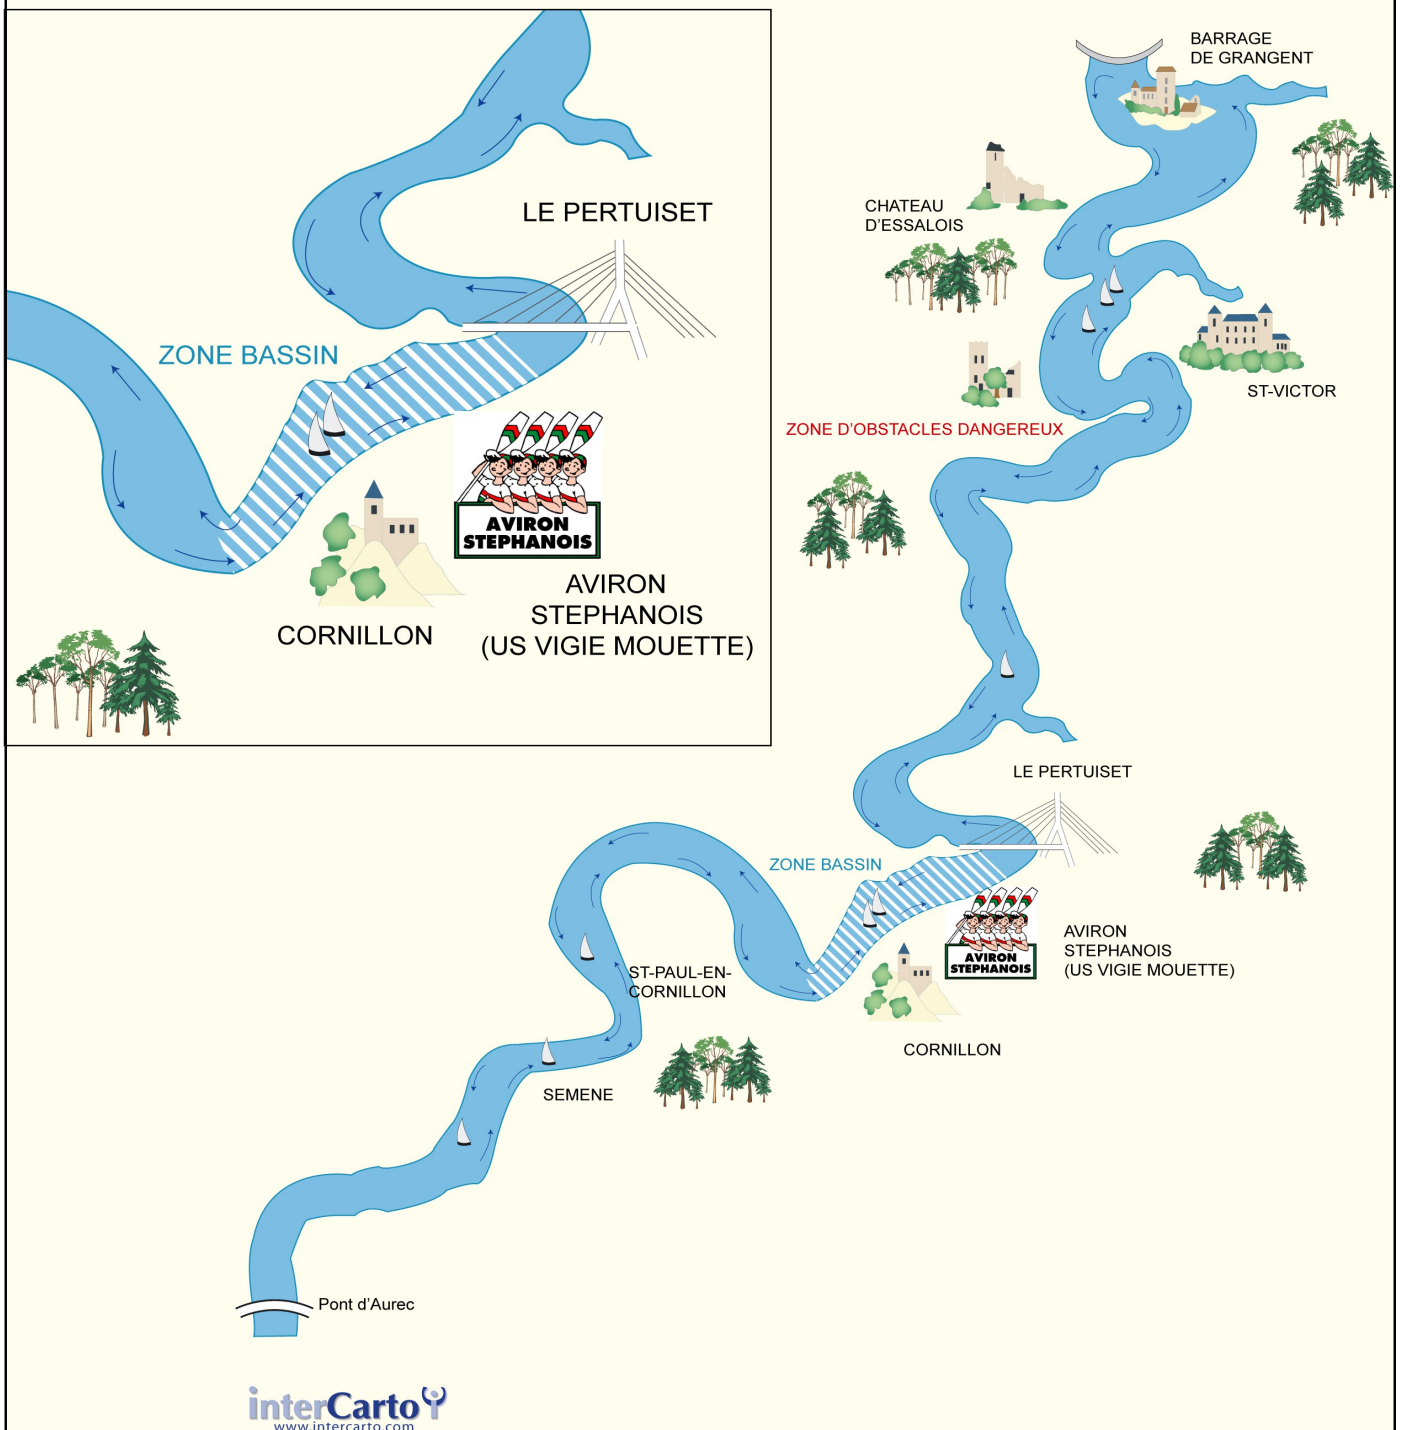 LE PERTUISET
ZONE BASSIN
AVIRON
STEPHANOIS
AVIRON
STEPHANOIS
(US VIGIE MOUETTE)
CORNILLON
BARRAGE
DE GRANGENT
CHATEAU
D'ESSALOIS
ST-VICTOR
ZONE D'OBSTACLES DANGEREUX
LE PERTUISET
ZONE BASSIN
AVIRON
STEPHANOIS
AVIRON
STEPHANOIS
(US VIGIE MOUETTE)
ST-PAUL-EN-
CORNILLON
CORNILLON
SEMENE
Pont d'Aurec
interCarto
www.intercarto.com